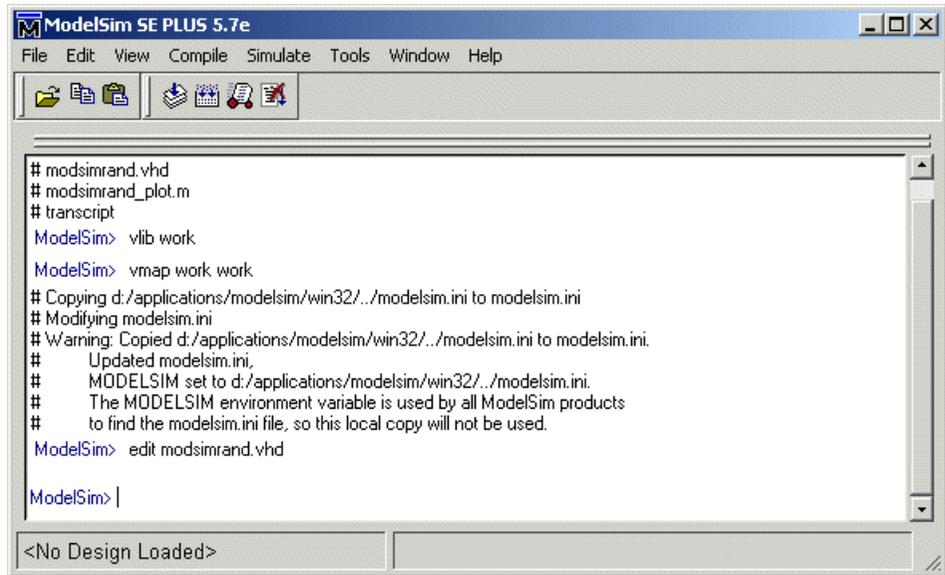 ModelSim SE PLUS 5.7e
File Edit View Compile Simulate Tools Window Help
# modsimrand.vhd
# modsimrand_plot.m
# transcript
ModelSim> vlib work
ModelSim> vmap work work
# Copying d:/applications/modelsim/win32/../modelsim.ini to modelsim.ini
# Modifying modelsim.ini
# Warning: Copied d:/applications/modelsim/win32/../modelsim.ini to modelsim.ini.
# Updated modelsim.ini,
# MODELSIM set to d:/applications/modelsim/win32/../modelsim.ini.
# The MODELSIM environment variable is used by all ModelSim products
# to find the modelsim.ini file, so this local copy will not be used.
ModelSim> edit modsimrand.vhd
ModelSim>
<No Design Loaded>